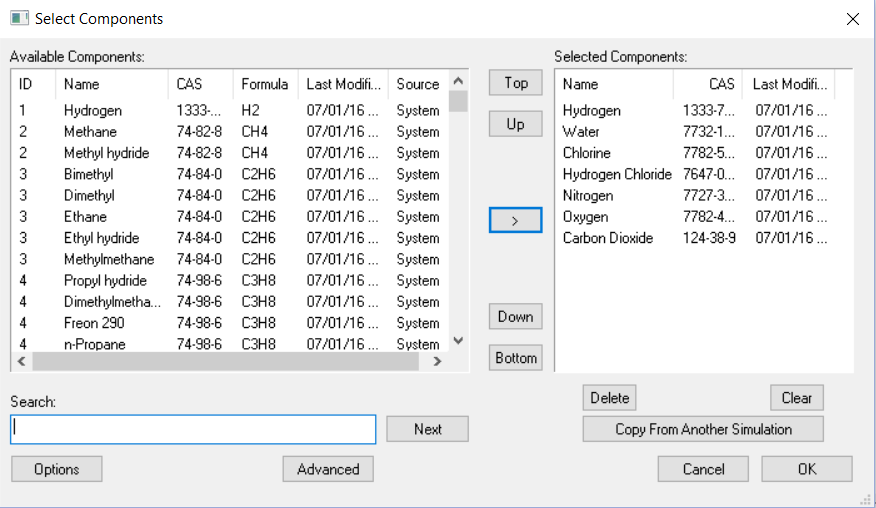 Select Components
Available Components:
ID Name CAS Formula Last Modifi... Source
1 Hydrogen 1333-... H2 07/01/16 ... System
2 Methane 74-82-8 CH4 07/01/16 ... System
2 Methyl hydride 74-82-8 CH4 07/01/16 ... System
3 Bimethyl 74-84-0 C2H6 07/01/16 ... System
3 Dimethyl 74-84-0 C2H6 07/01/16 ... System
3 Ethane 74-84-0 C2H6 07/01/16 ... System
3 Ethyl hydride 74-84-0 C2H6 07/01/16 ... System
3 Methylmethane 74-84-0 C2H6 07/01/16 ... System
4 Propyl hydride 74-98-6 C3H8 07/01/16 ... System
4 Dimethylmetha... 74-98-6 C3H8 07/01/16 ... System
4 Freon 290 74-98-6 C3H8 07/01/16 ... System
4 n-Propane 74-98-6 C3H8 07/01/16 ... System
Top
Up
>
Down
Bottom
Selected Components:
Name CAS Last Modifi...
Hydrogen 1333-7... 07/01/16 ...
Water 7732-1... 07/01/16 ...
Chlorine 7782-5... 07/01/16 ...
Hydrogen Chloride 7647-0... 07/01/16 ...
Nitrogen 7727-3... 07/01/16 ...
Oxygen 7782-4... 07/01/16 ...
Carbon Dioxide 124-38-9 07/01/16 ...
Search:
Next
Options
Advanced
Delete
Clear
Copy From Another Simulation
Cancel
OK